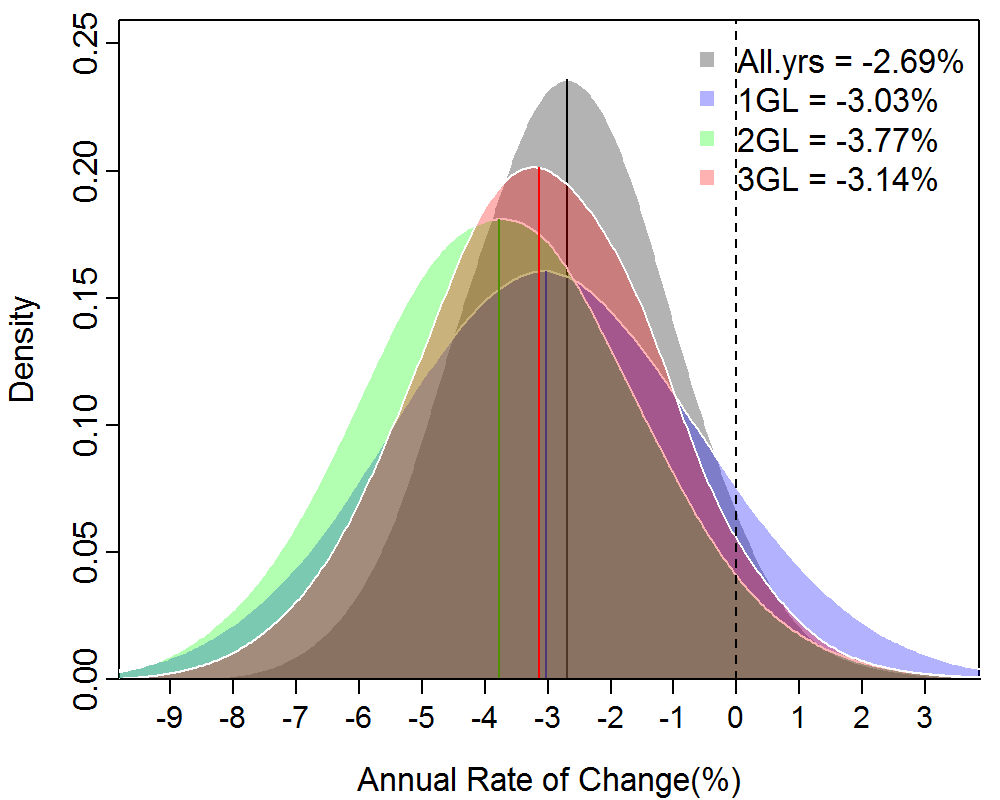 All.yrs = -2.69%
1GL = -3.03%
2GL = -3.77%
3GL = -3.14%
Density
0.25
0.20
0.15
0.10
0.05
0.00
-9 -8 -7 -6 -5 -4 -3 -2 -1 0 1 2 3
Annual Rate of Change(%)